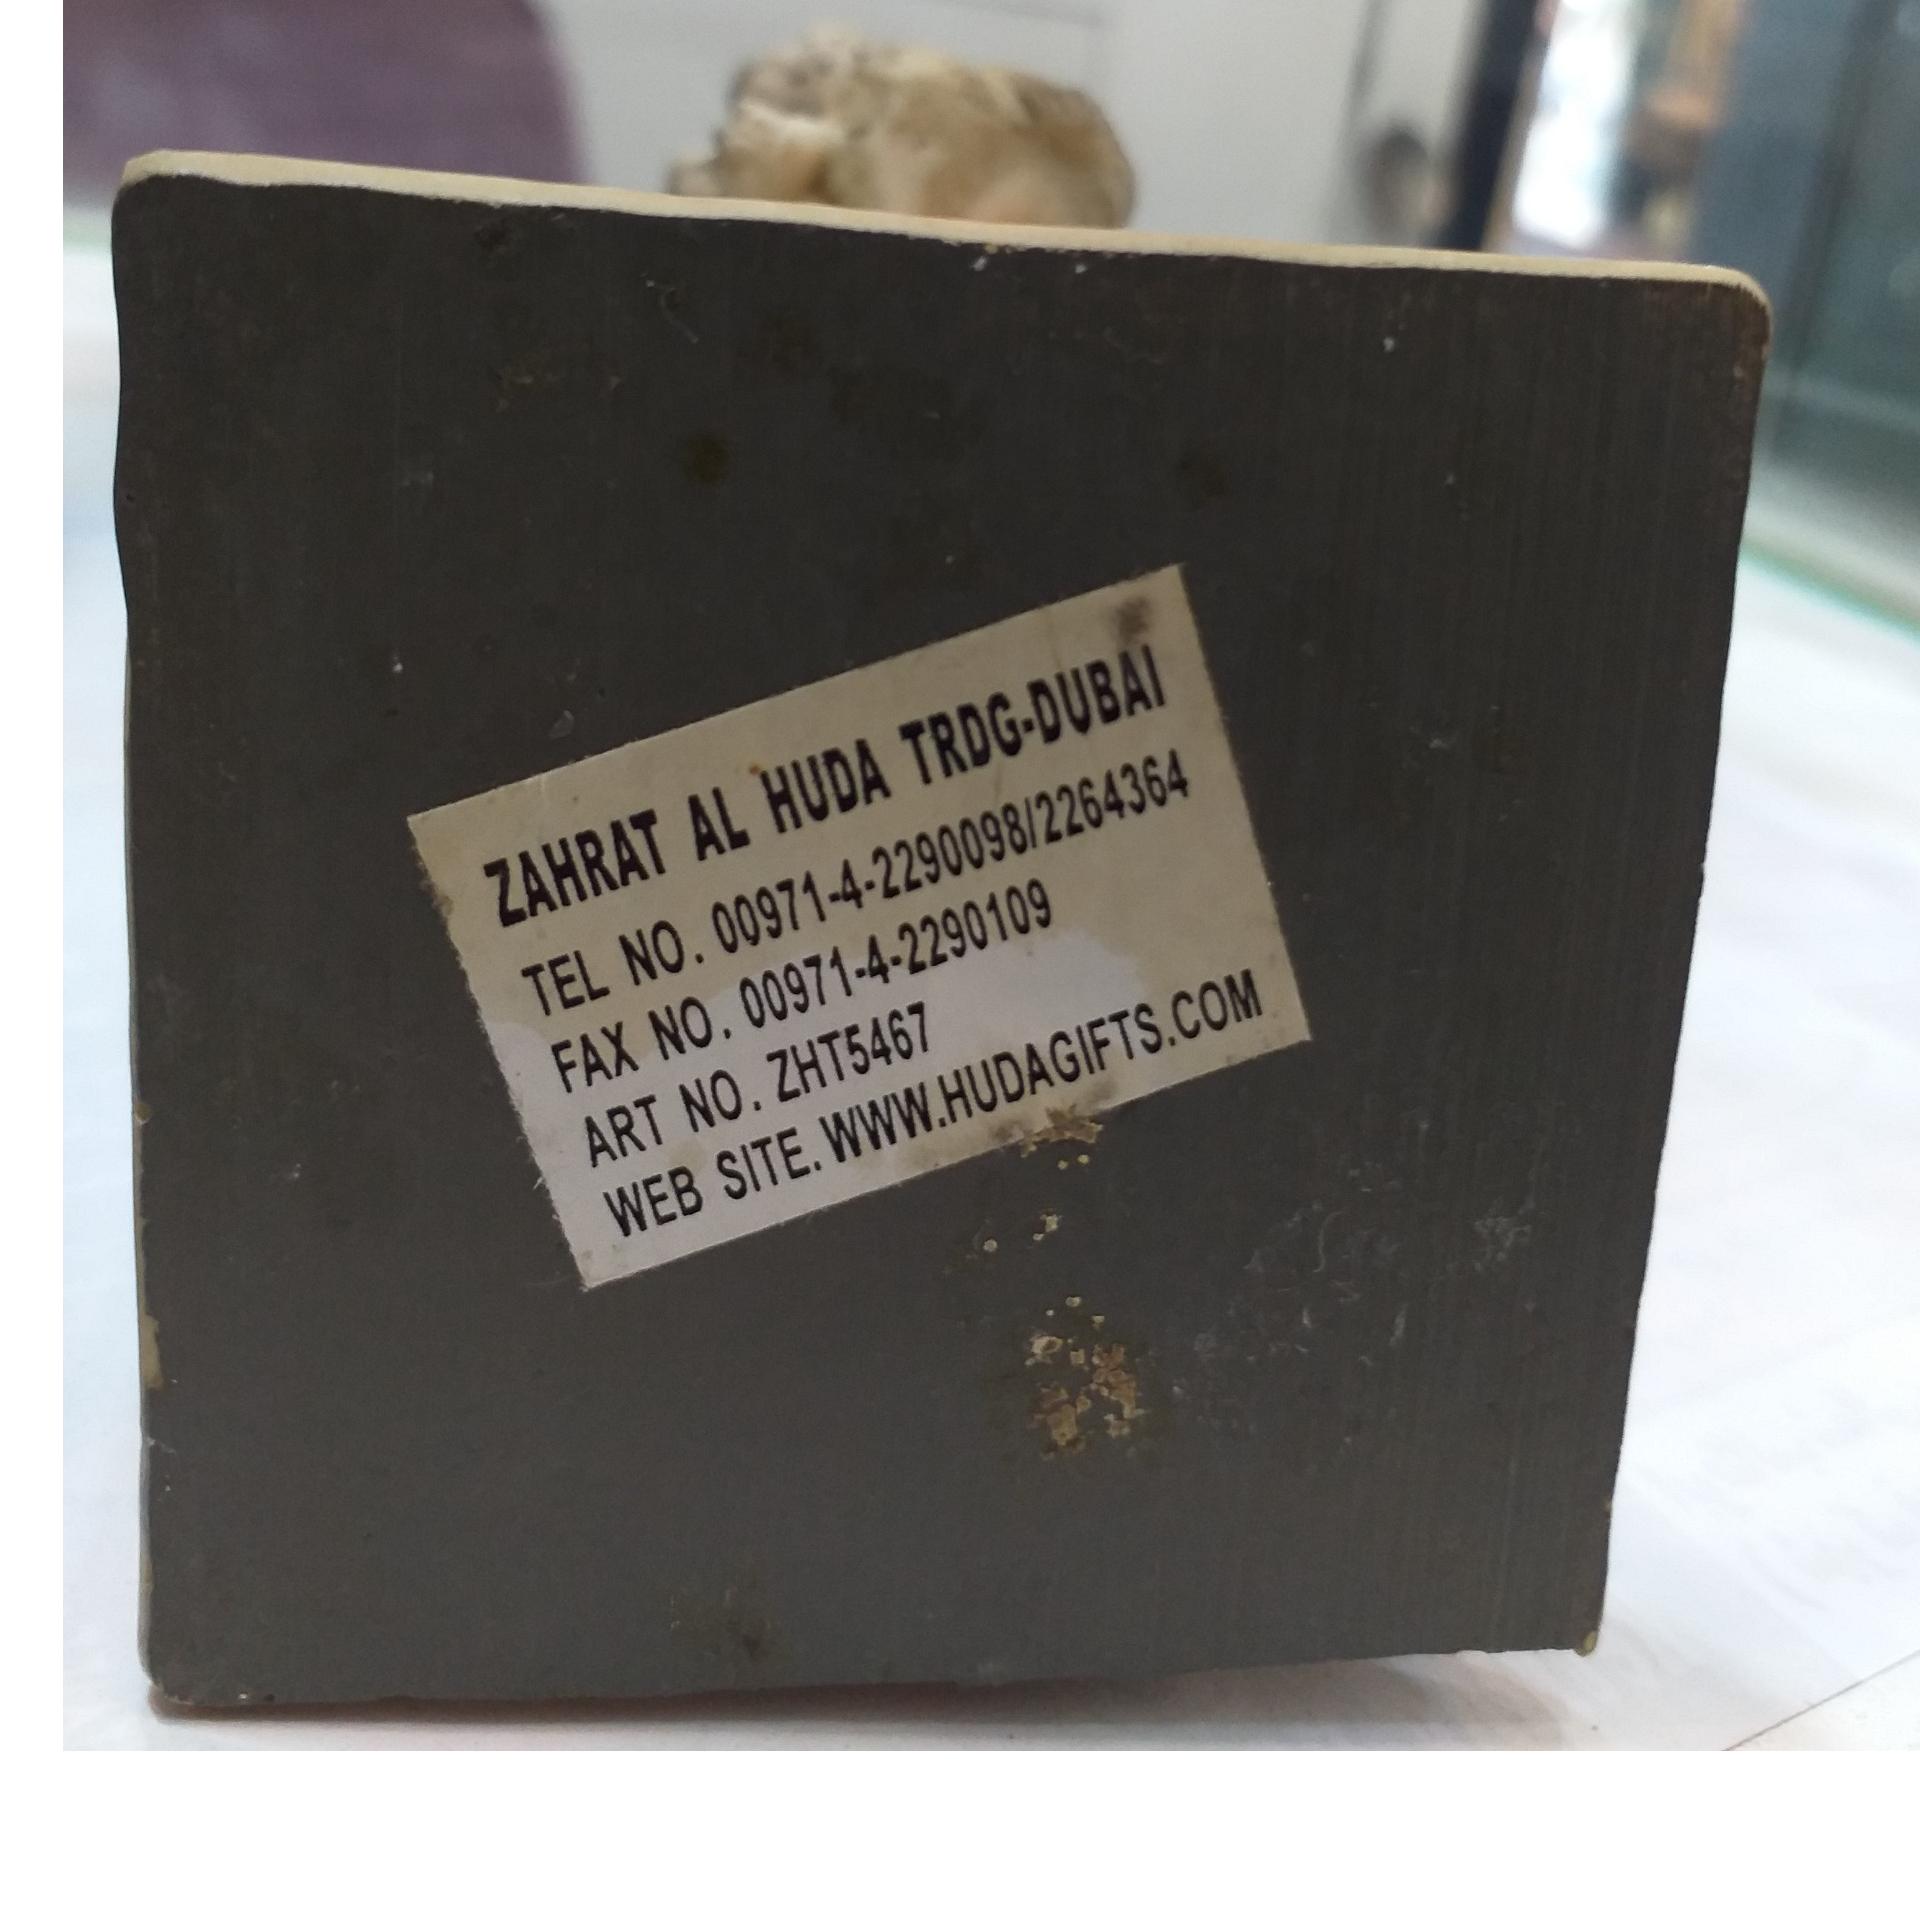 ZAHRAT AL HUDA TRDG-DUBAI
TEL NO. 00971-4-2290098/2264364
FAX NO. 00971-4-2290109
ART NO. ZHT5467
WEB SITE. WWW.HUDAGIFTS.COM